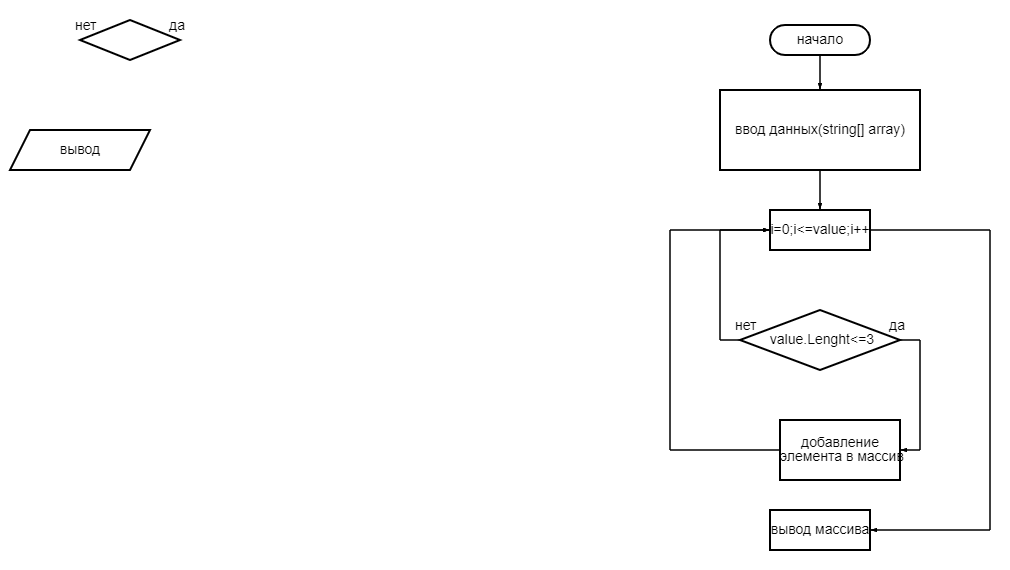 нет
да
вывод
начало
ввод данных(string[] array)
i=0;i<=value;i++
нет
да
value.Lenght<=3
добавление
элемента в массив
вывод массива